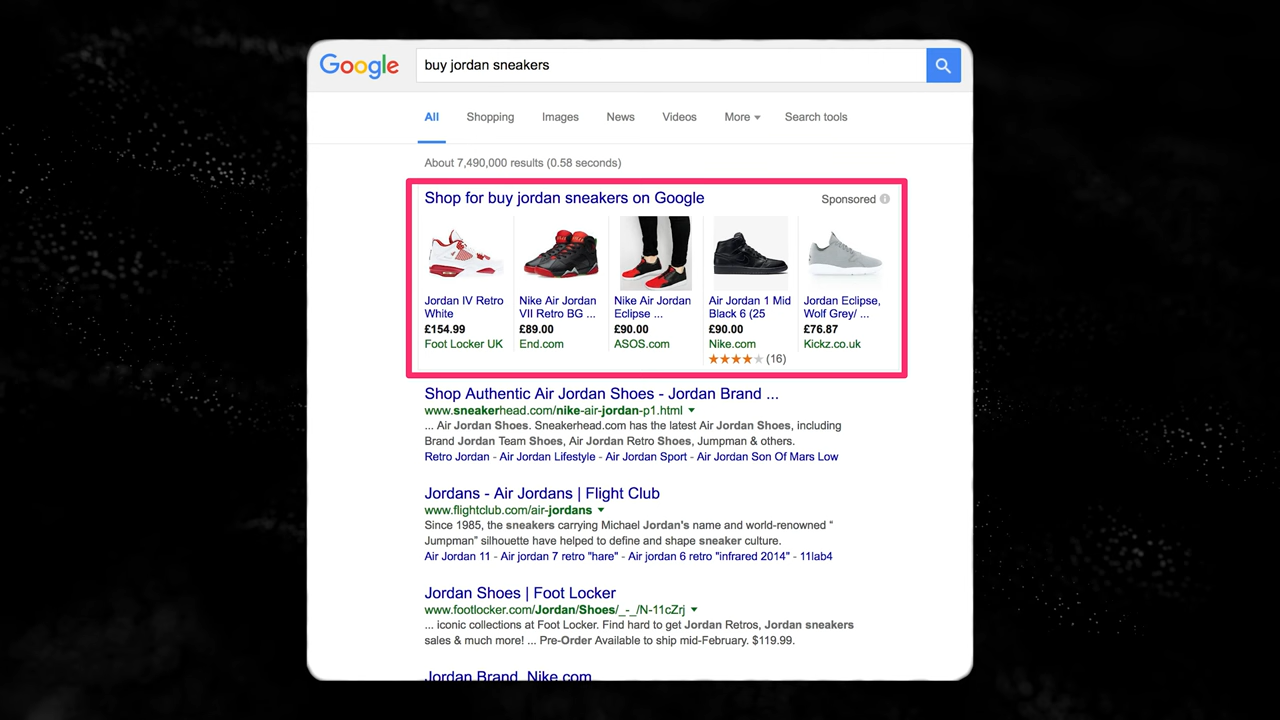 Google
buy jordan sneakers
All Shopping Images News Videos More Search tools
About 7,490,000 results (0.58 seconds)
Shop for buy jordan sneakers on Google
Sponsored
Jordan IV Retro
White
£154.99
Foot Locker UK
Nike Air Jordan
VII Retro BG ...
£89.00
End.com
Nike Air Jordan
Eclipse ...
£90.00
ASOS.com
Air Jordan 1 Mid
Black 6 (25
£90.00
Nike.com
(16)
Jordan Eclipse,
Wolf Grey/ ...
£76.87
Kickz.co.uk
Shop Authentic Air Jordan Shoes - Jordan Brand ...
www.sneakerhead.com/nike-air-jordan-p1.html
... Air Jordan Shoes. Sneakerhead.com has the latest Air Jordan Shoes, including
Brand Jordan Team Shoes, Air Jordan Retro Shoes, Jumpman & others.
Retro Jordan - Air Jordan Lifestyle - Air Jordan Sport - Air Jordan Son Of Mars Low
Jordans - Air Jordans | Flight Club
www.flightclub.com/air-jordans
Since 1985, the sneakers carrying Michael Jordan's name and world-renowned “
Jumpman" silhouette have helped to define and shape sneaker culture.
Air Jordan 11 - Air jordan 7 retro "hare" - Air jordan 6 retro "infrared 2014" - 11lab4
Jordan Shoes | Foot Locker
www.footlocker.com/Jordan/Shoes/_-_/N-11cZrj
... iconic collections at Foot Locker. Find hard to get Jordan Retros, Jordan sneakers
sales & much more! ... Pre-Order Available to ship mid-February. $119.99.
Jordan Brand. Nike.com